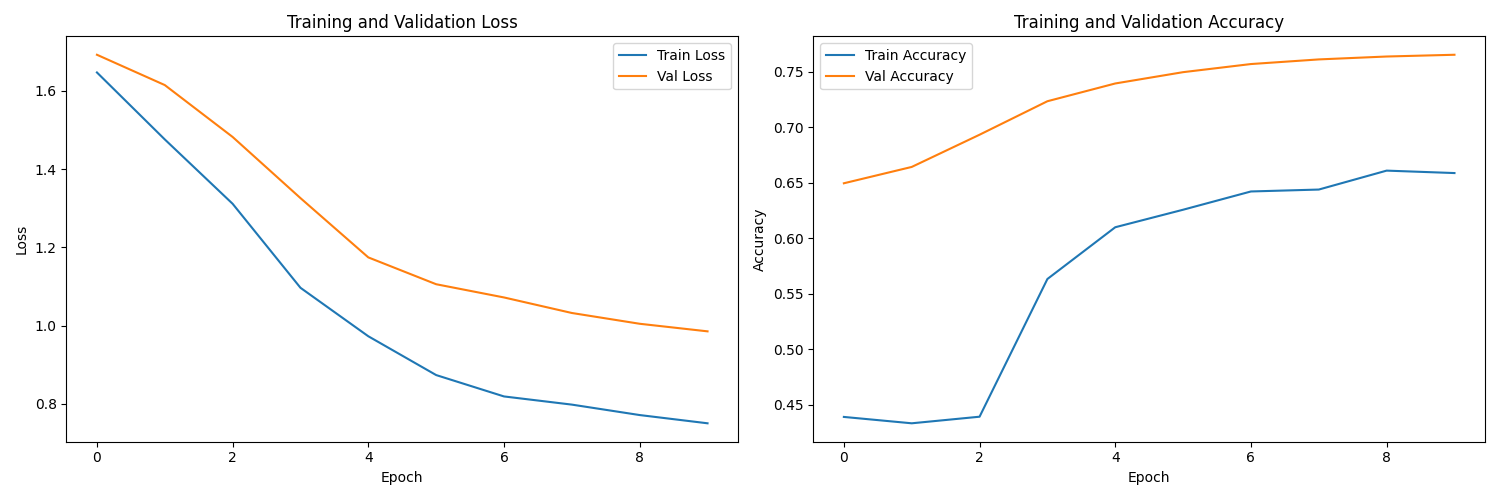 Training and Validation Loss
Train Loss
Val Loss
1.6
1.4
1.2
1.0
0.8
Loss
0 2 4 6 8
Epoch
Training and Validation Accuracy
Train Accuracy
Val Accuracy
0.75
0.70
0.65
0.60
0.55
0.50
0.45
Accuracy
0 2 4 6 8
Epoch